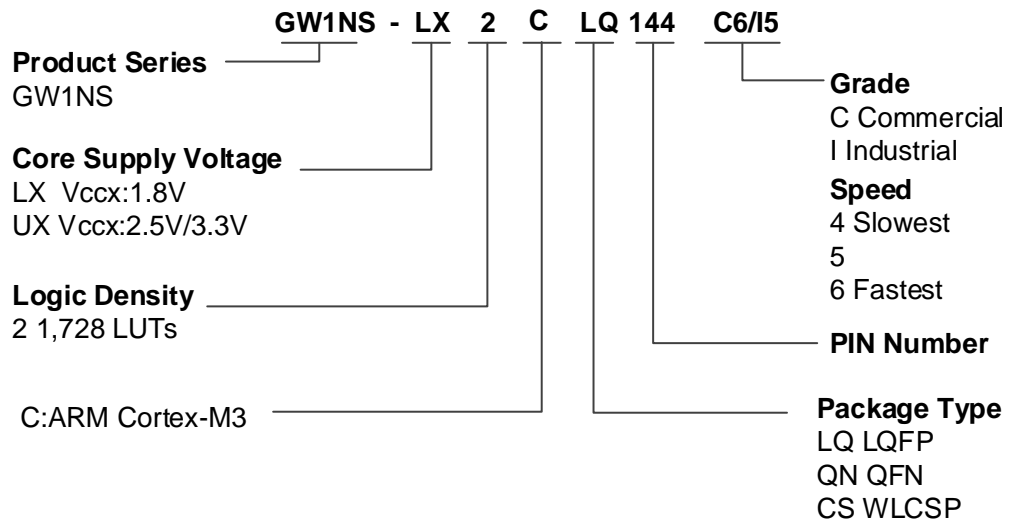 GW1NS - LX 2 C LQ 144 C6/I5
Product Series
GW1NS
Core Supply Voltage
LX Vccx:1.8V
UX Vccx:2.5V/3.3V
Logic Density
2 1,728 LUTs
C:ARM Cortex-M3
Grade
C Commercial
I Industrial
Speed
4 Slowest
5
6 Fastest
PIN Number
Package Type
LQ LQFP
QN QFN
CS WLCSP